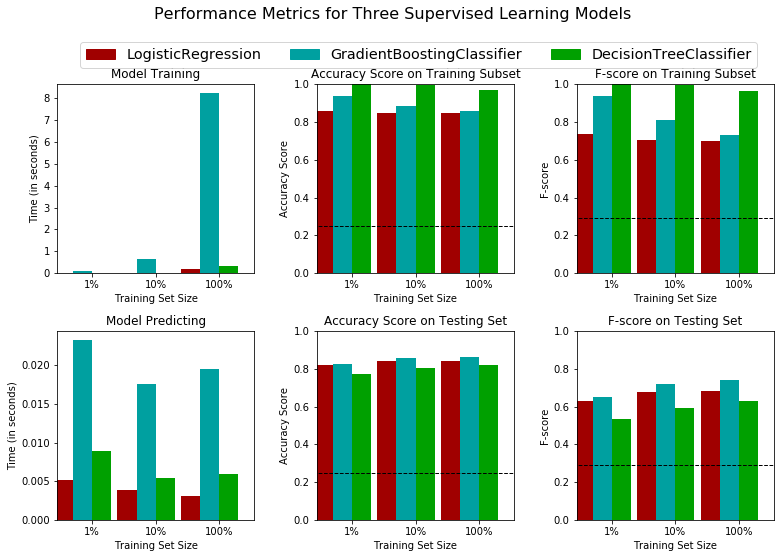 Performance Metrics for Three Supervised Learning Models
LogisticRegression GradientBoostingClassifier DecisionTreeClassifier
Model Training
Time (in seconds)
8
7
6
5
4
3
2
1
0
1% 10% 100%
Training Set Size
Accuracy Score on Training Subset
Accuracy Score
1.0
0.8
0.6
0.4
0.2
0.0
1% 10% 100%
Training Set Size
F-score on Training Subset
F-score
1.0
0.8
0.6
0.4
0.2
0.0
1% 10% 100%
Training Set Size
Model Predicting
Time (in seconds)
0.020
0.015
0.010
0.005
0.000
1% 10% 100%
Training Set Size
Accuracy Score on Testing Set
Accuracy Score
1.0
0.8
0.6
0.4
0.2
0.0
1% 10% 100%
Training Set Size
F-score on Testing Set
F-score
1.0
0.8
0.6
0.4
0.2
0.0
1% 10% 100%
Training Set Size